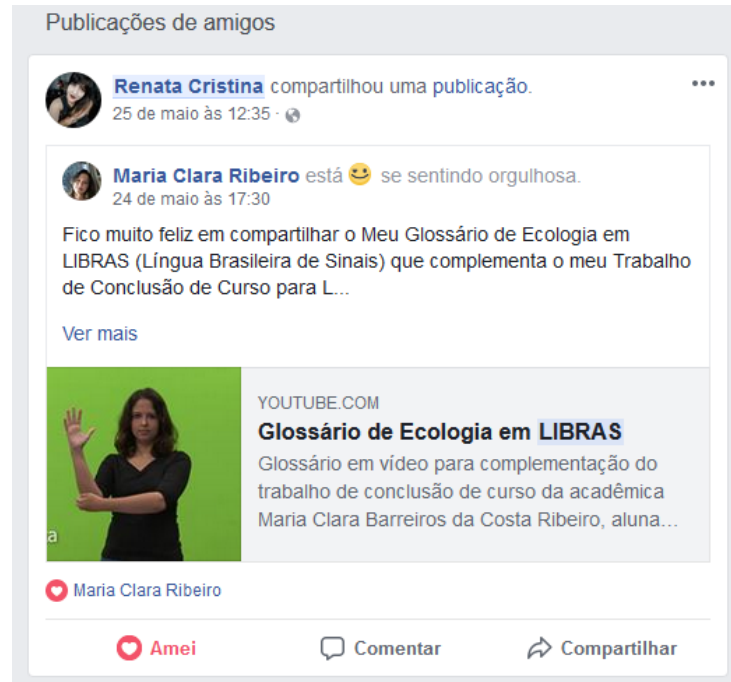 Publicações de amigos
Renata Cristina compartilhou uma publicação.
25 de maio às 12:35 ·
Maria Clara Ribeiro está se sentindo orgulhosa.
24 de maio às 17:30
Fico muito feliz em compartilhar o Meu Glossário de Ecologia em
LIBRAS (Língua Brasileira de Sinais) que complementa o meu Trabalho
de Conclusão de Curso para L...
Ver mais
YOUTUBE.COM
Glossário de Ecologia em LIBRAS
Glossário em vídeo para complementação do
trabalho de conclusão de curso da acadêmica
Maria Clara Barreiros da Costa Ribeiro, aluna...
a
Maria Clara Ribeiro
Amei
Comentar
Compartilhar